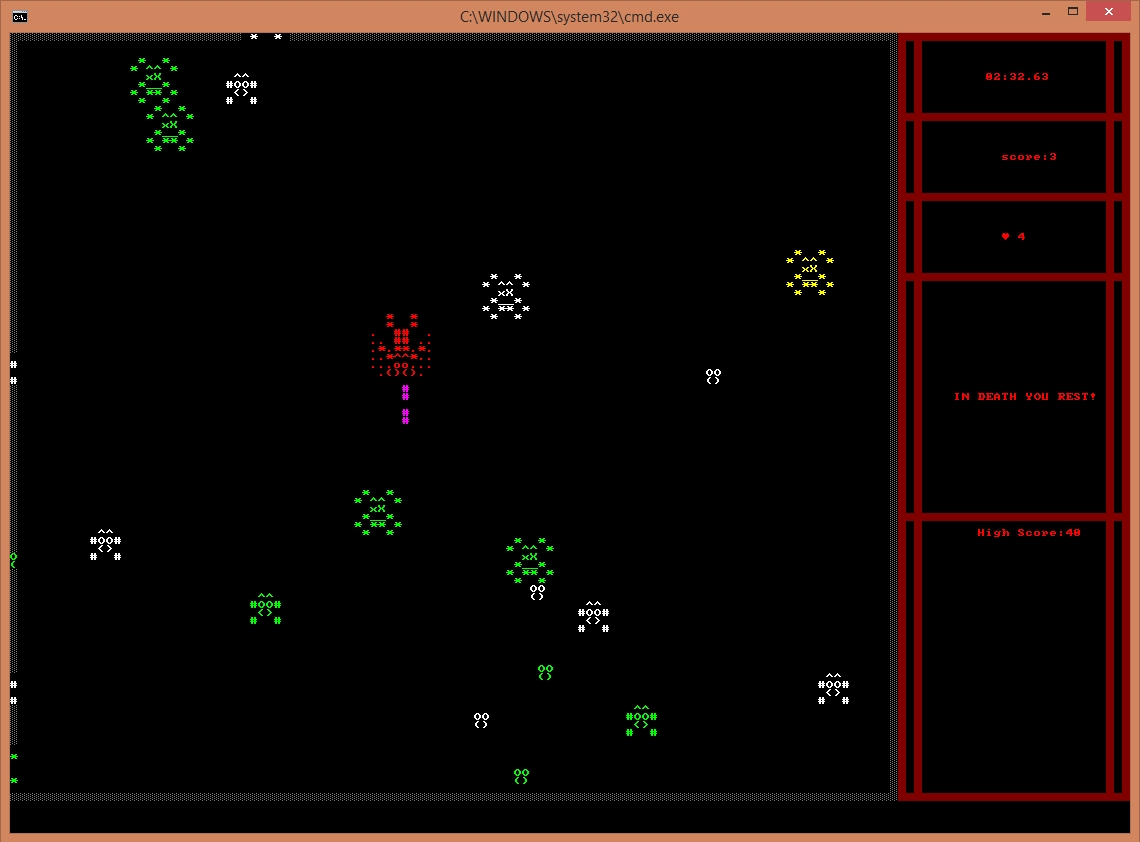 C:\WINDOWS\system32\cmd.exe
02:32.63
score:3
♥ 4
IN DEATH YOU REST!
High Score:40